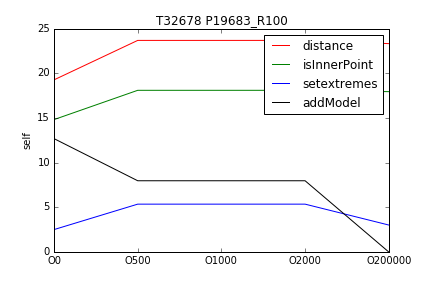 T32678 P19683_R100
25
20
15
10
5
0
self
distance
isInnerPoint
setextremes
addModel
O0 O500 O1000 O2000 O200000